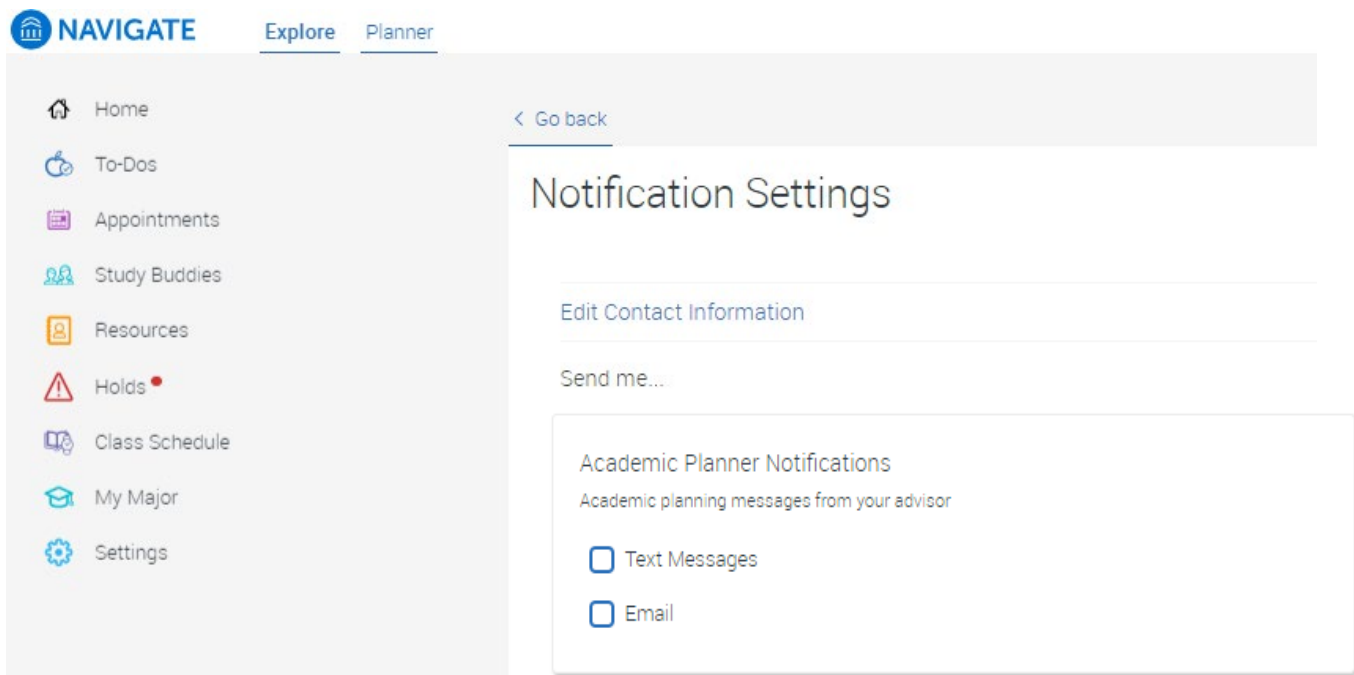 NAVIGATE Explore Planner
Home
To-Dos
Appointments
Study Buddies
Resources
Holds
Class Schedule
My Major
Settings
< Go back
Notification Settings
Edit Contact Information
Send me...
Academic Planner Notifications
Academic planning messages from your advisor
Text Messages
Email